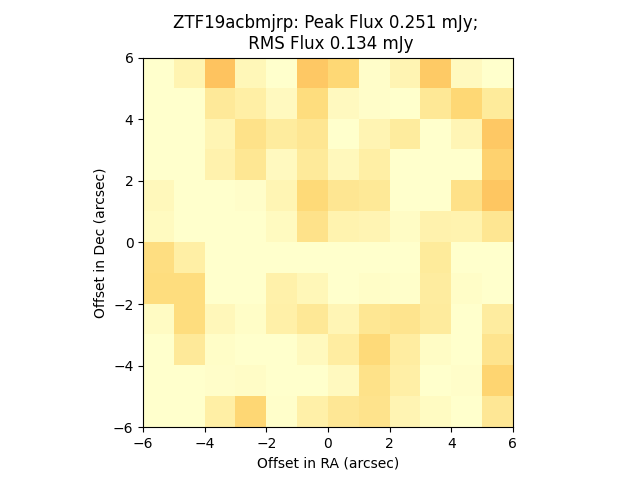 ZTF19acbmjrp: Peak Flux 0.251 mJy;
RMS Flux 0.134 mJy
6
4
2
0
−2
−4
−6
Offset in Dec (arcsec)
−6 −4 −2 0 2 4 6
Offset in RA (arcsec)